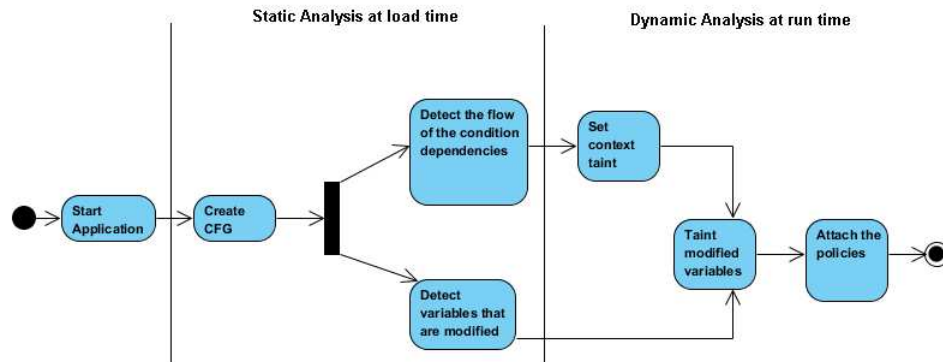 Static Analysis at load time
Dynamic Analysis at run time
Start
Application
Create
CFG
Detect the flow
of the condition
dependencies
Detect
variables that
are modified
Set
context
taint
Taint
modified
variables
Attach the
policies